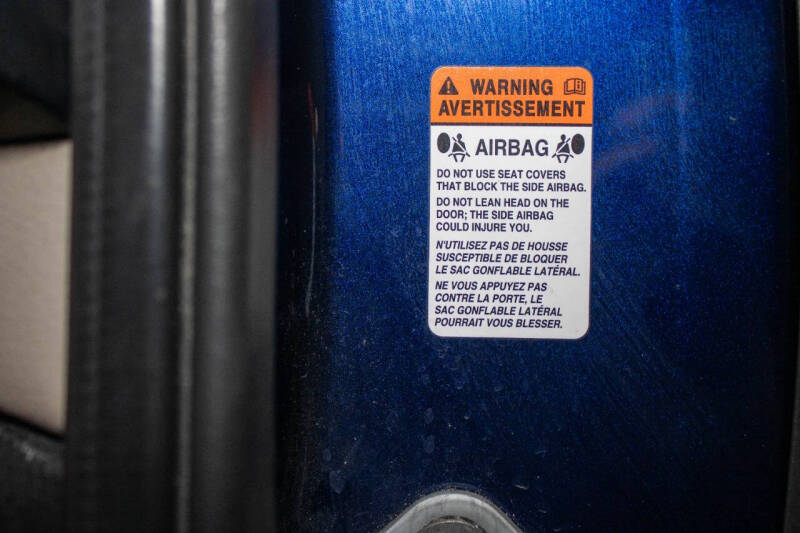 WARNING
AVERTISSEMENT
AIRBAG
DO NOT USE SEAT COVERS
THAT BLOCK THE SIDE AIRBAG.
DO NOT LEAN HEAD ON THE
DOOR; THE SIDE AIRBAG
COULD INJURE YOU.
N'UTILISEZ PAS DE HOUSSE
SUSCEPTIBLE DE BLOQUER
LE SAC GONFLABLE LATÉRAL.
NE VOUS APPUYEZ PAS
CONTRE LA PORTE, LE
SAC GONFLABLE LATÉRAL
POURRAIT VOUS BLESSER.